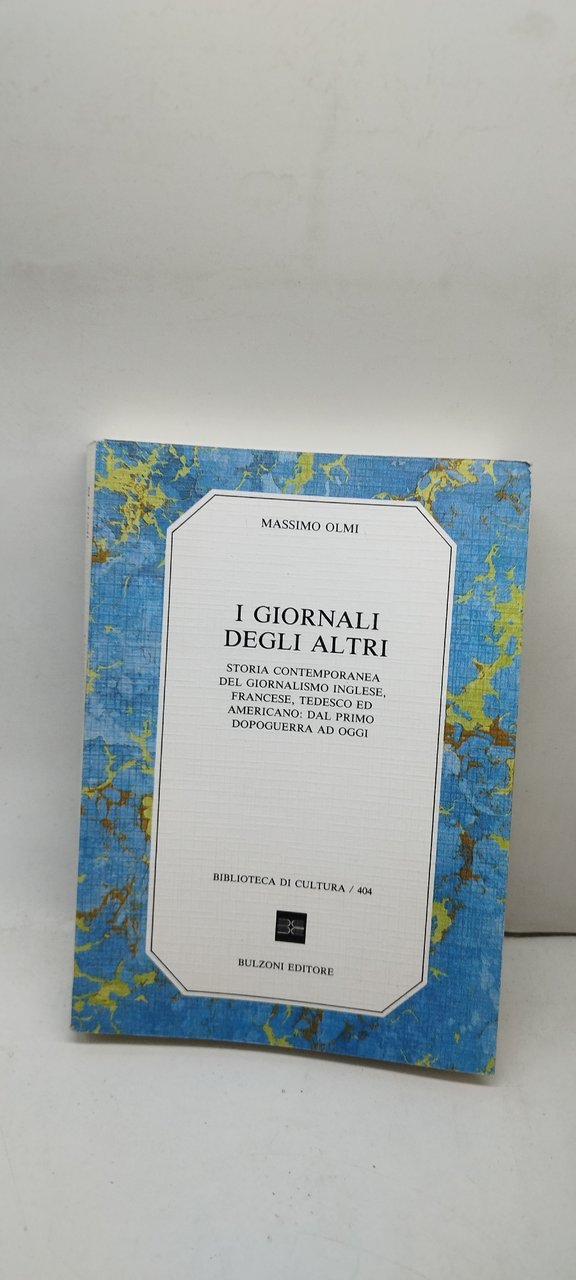 MASSIMO OLMI
I GIORNALI
DEGLI ALTRI
STORIA CONTEMPORANEA
DEL GIORNALISMO INGLESE,
FRANCESE, TEDESCO ED
AMERICANO: DAL PRIMO
DOPOGUERRA AD OGGI
BIBLIOTECA DI CULTURA / 404
BULZONI EDITORE